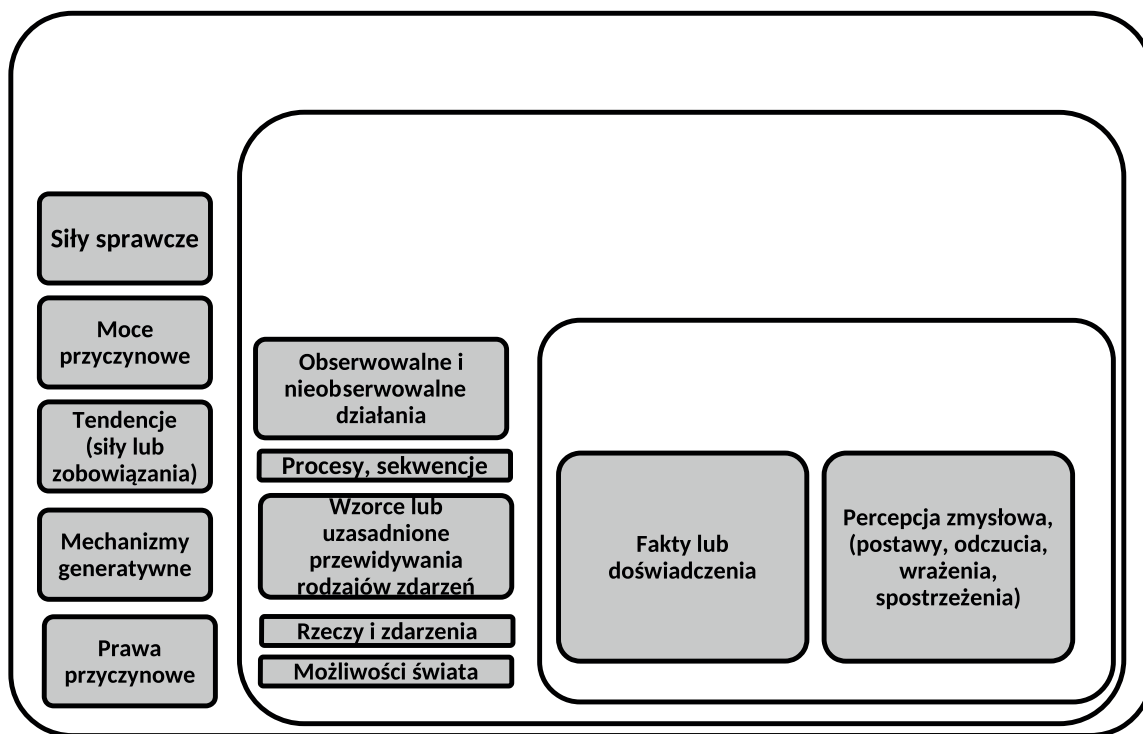 Siły sprawcze
Moce
przyczynowe
Tendencje
(siły lub
zobowiązania)
Mechanizmy
generatywne
Prawa
przyczynowe
Obserwowalne i
nieobserwowalne
działania
Procesy, sekwencje
Wzorce lub
uzasadnione
przewidywania
rodzajów zdarzeń
Rzeczy i zdarzenia
Możliwości świata
Fakty lub
doświadczenia
Percepcja zmysłowa,
(postawy, odczucia,
wrażenia,
spostrzeżenia)